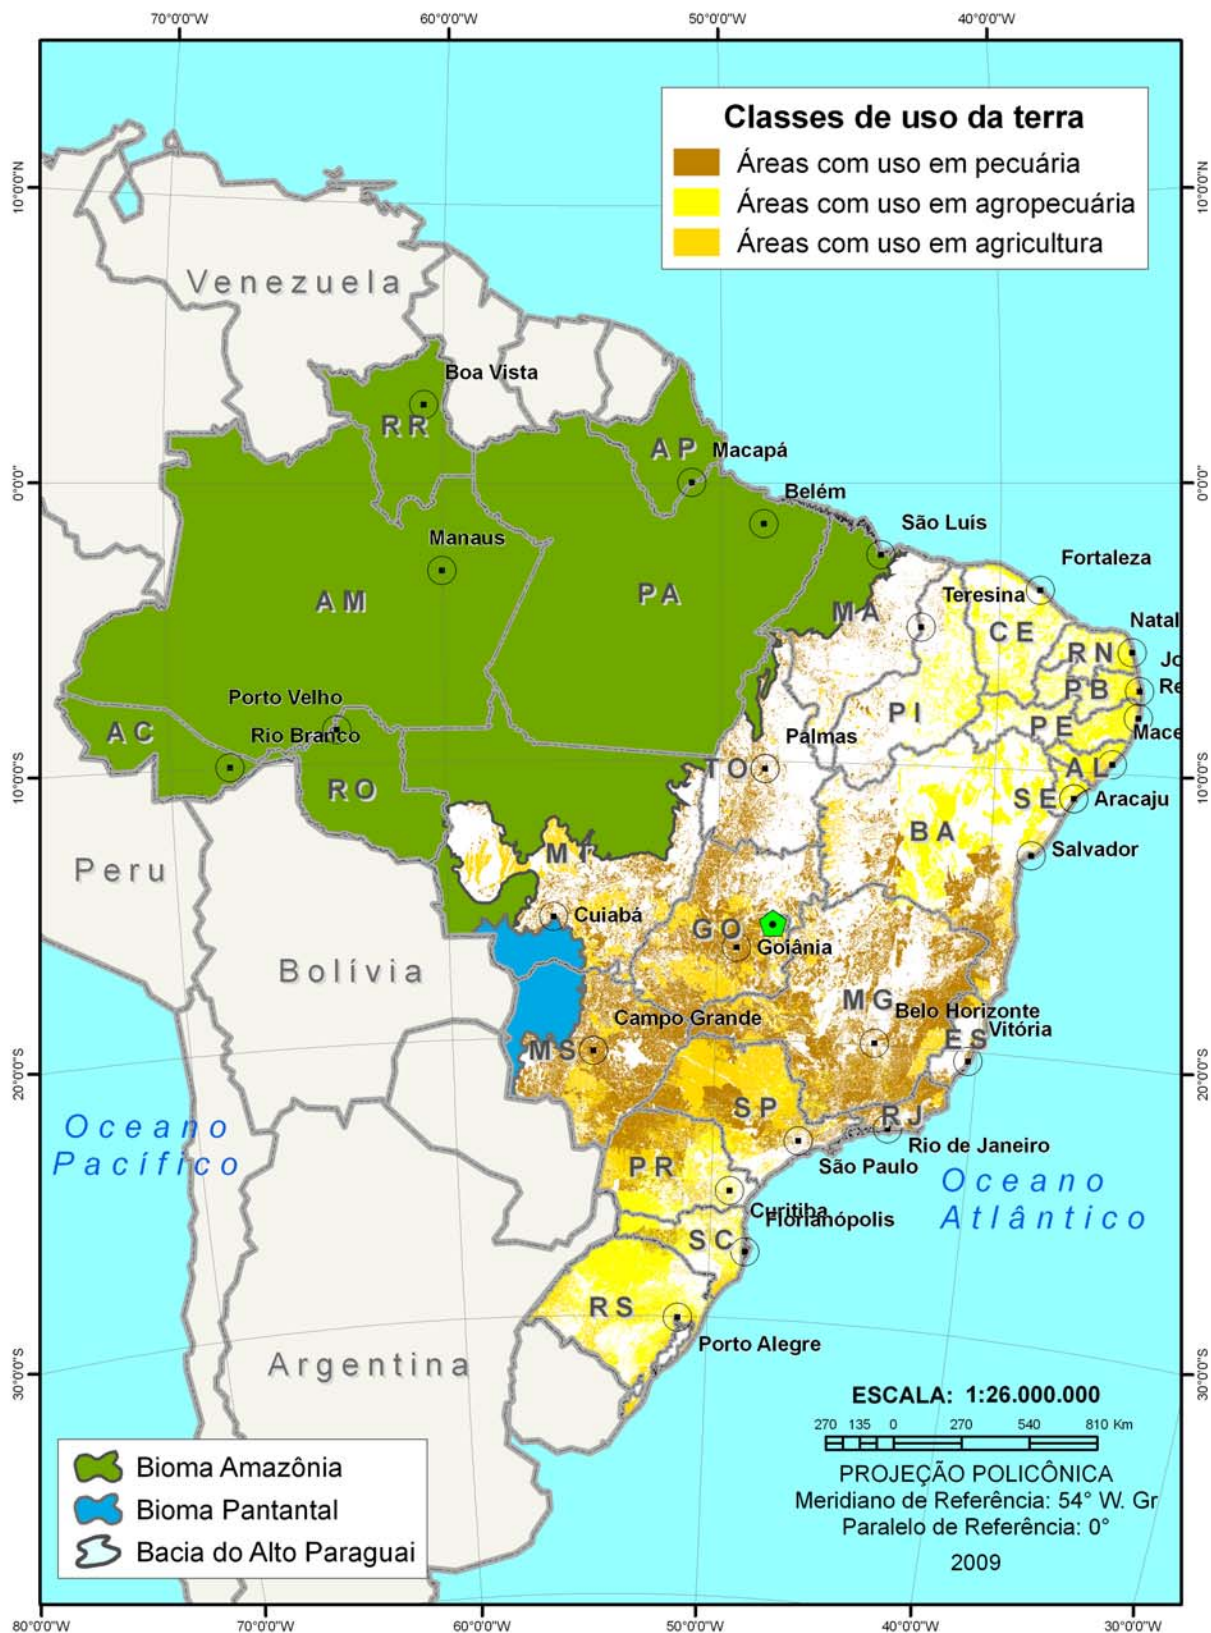 70°0'0"W
60°0'0"W
50°0'0"W
40°0'0"W
Classes de uso da terra
Áreas com uso em pecuária
Áreas com uso em agropecuária
Áreas com uso em agricultura
10°0'0"N
10°0'0"N
Venezuela
Boa Vista
RR
AP
Macapá
0°0'0"
0°0'0"
Belém
São Luís
Manaus
Fortaleza
AM
PA
MA
Teresina
CE
Natal
RN
Jo
PB
Re
Porto Velho
PI
PE
Mace
AC
Rio Branco
Palmas
TO
AL
10°0'0"S
10°0'0"S
RO
SE
Aracaju
BA
MT
Salvador
Peru
Cuiabá
GO
Goiânia
Bolívia
MG
Belo Horizonte
Campo Grande
Vitória
ES
MS
20°0'0"S
20°0'0"S
SP
RJ
Oceano
Pacífico
Rio de Janeiro
São Paulo
PR
Oceano
Atlântico
Curitiba
Florianópolis
SC
RS
Porto Alegre
Argentina
30°0'0"S
30°0'0"S
ESCALA: 1:26.000.000
270 135 0 270 540 810 Km
PROJEÇÃO POLICÔNICA
Meridiano de Referência: 54° W. Gr
Paralelo de Referência: 0°
2009
Bioma Amazônia
Bioma Pantantal
Bacia do Alto Paraguai
80°0'0"W
70°0'0"W
60°0'0"W
50°0'0"W
40°0'0"W
30°0'0"W